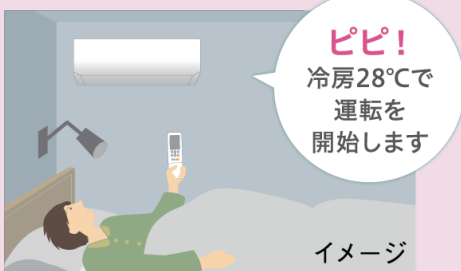 ピピ！
冷房28℃で
運転を
開始します
イメージ